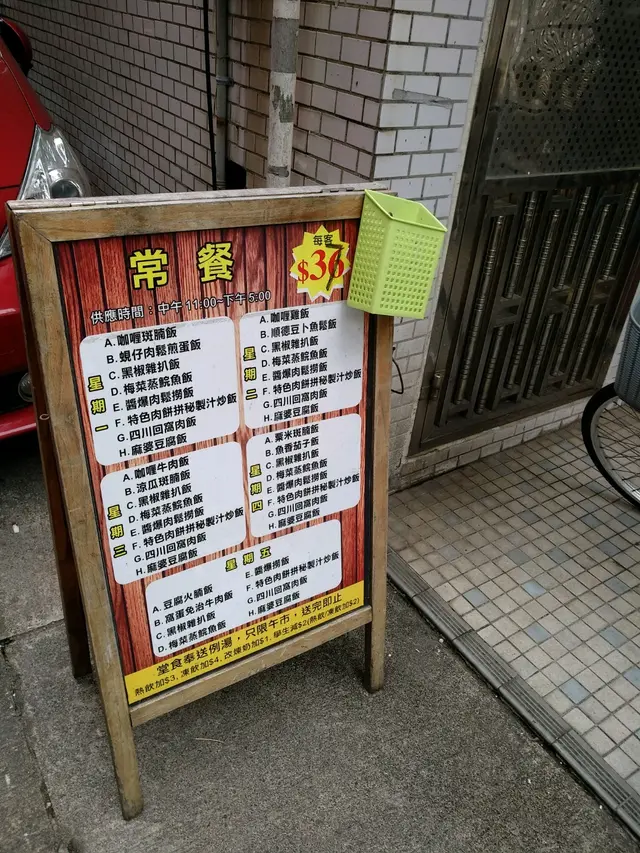 常餐
每客
$36
供應時間：中午 11:00~下午 5:00
星期一
A.咖喱斑腩飯
B.蜆仔肉鬆煎蛋飯
C.黑椒雜扒飯
D.梅菜蒸鯇魚飯
E.醬爆肉鬆撈飯
F.特色肉餅拼秘製汁炒飯
G.四川回窩肉飯
H.麻婆豆腐飯
星期二
A.咖喱雞飯
B.順德豆卜魚鬆飯
C.黑椒雜扒飯
D.梅菜蒸鯇魚飯
E.醬爆肉鬆撈飯
F.特色肉餅拼秘製汁炒飯
G.四川回窩肉飯
H.麻婆豆腐飯
星期三
A.咖喱牛肉飯
B.涼瓜斑腩飯
C.黑椒雜扒飯
D.梅菜蒸鯇魚飯
E.醬爆肉鬆撈飯
F.特色肉餅拼秘製汁炒飯
G.四川回窩肉飯
H.麻婆豆腐飯
星期四
A.粟米斑腩飯
B.魚香茄子飯
C.黑椒雜扒飯
D.梅菜蒸鯇魚飯
E.醬爆肉鬆撈飯
F.特色肉餅拼秘製汁炒飯
G.四川回窩肉飯
H.麻婆豆腐飯
星期五
A.豆腐火腩飯
B.窩蛋免治牛肉飯
C.黑椒雜扒飯
D.梅菜蒸鯇魚飯
E.醬爆撈飯
F.特色肉餅拼秘製汁炒飯
G.四川回窩肉飯
H.麻婆豆腐飯
堂食奉送例湯，只限午市，送完即止
熱飲加$3, 凍飲加$4, 改煉奶加$1, 學生減$2(熱飲/凍飲加$2)